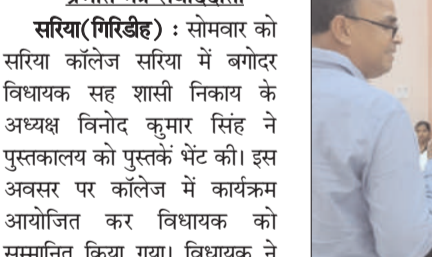 सरिया(गिरिडीह) : सोमवार को
सरिया कॉलेज सरिया में बगोदर
विधायक सह शासी निकाय के
अध्यक्ष विनोद कुमार सिंह ने
पुस्तकालय को पुस्तकें भेंट की। इस
अवसर पर कॉलेज में कार्यक्रम
आयोजित कर विधायक को
सम्मानित किया गया। विधायक ने